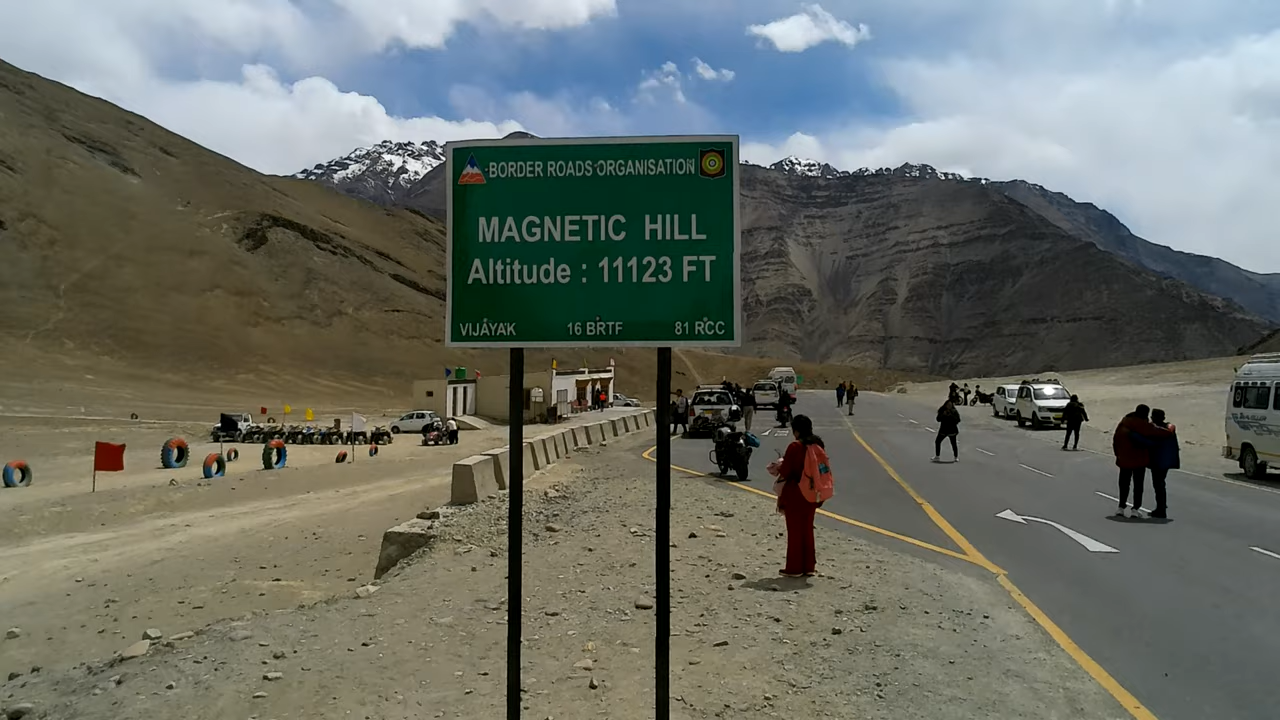 BORDER ROADS ORGANISATION
MAGNETIC HILL
Altitude : 11123 FT
VIJAYAK 16 BRTF 81 RCC